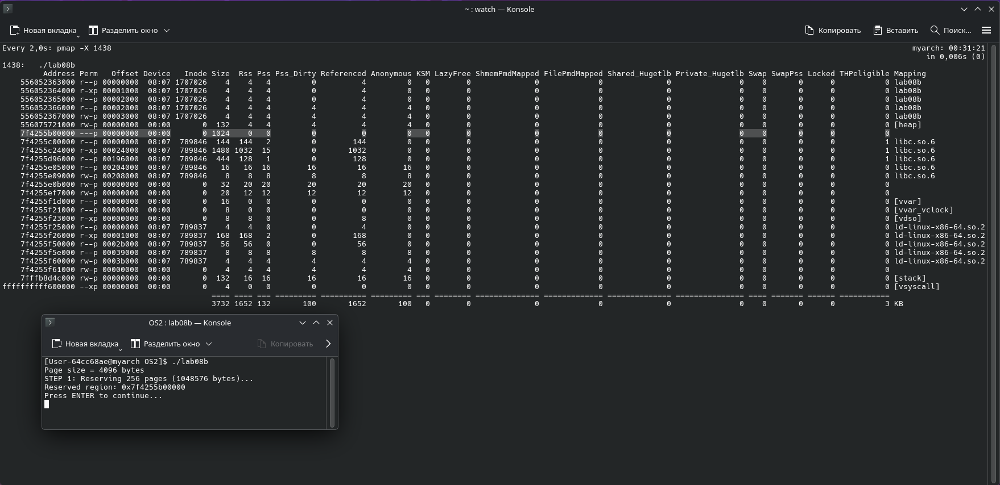 ~ : watch — Konsole
Новая вкладка Разделить окно Копировать Вставить Поиск...
Every 2,0s: pmap -X 1438 myarch: 00:31:21
in 0,006s (0)
1438:   ./lab08b
Address Perm Offset Device Inode Size Rss Pss Pss_Dirty Referenced Anonymous KSM LazyFree ShmemPmdMapped FilePmdMapped Shared_Hugetlb Private_Hugetlb Swap SwapPss Locked THPeligible Mapping
556052363000 r--p 00000000 08:07 1707026 4 4 4 0 4 0 0 0 0 0 0 0 0 0 0 0 lab08b
556052364000 r-xp 00001000 08:07 1707026 4 4 4 0 4 0 0 0 0 0 0 0 0 0 0 0 lab08b
556052365000 r--p 00002000 08:07 1707026 4 4 4 0 4 0 0 0 0 0 0 0 0 0 0 0 lab08b
556052366000 r--p 00002000 08:07 1707026 4 4 4 4 4 4 0 0 0 0 0 0 0 0 0 0 lab08b
556052367000 rw-p 00003000 08:07 1707026 4 4 4 4 4 4 0 0 0 0 0 0 0 0 0 0 lab08b
556075721000 rw-p 00000000 00:00 0 132 4 4 4 4 4 0 0 0 0 0 0 0 0 0 0 [heap]
7f4255b00000 ---p 00000000 00:00 0 1024 0 0 0 0 0 0 0 0 0 0 0 0 0 0 0
7f4255c00000 r--p 00000000 08:07 789846 144 144 2 0 144 0 0 0 0 0 0 0 0 0 0 1 libc.so.6
7f4255c24000 r-xp 00024000 08:07 789846 1480 1032 15 0 1032 0 0 0 0 0 0 0 0 0 0 1 libc.so.6
7f4255d96000 r--p 00196000 08:07 789846 444 128 1 0 128 0 0 0 0 0 0 0 0 0 0 1 libc.so.6
7f4255e05000 r--p 00204000 08:07 789846 16 16 16 16 16 16 0 0 0 0 0 0 0 0 0 0 libc.so.6
7f4255e09000 rw-p 00208000 08:07 789846 8 8 8 8 8 8 0 0 0 0 0 0 0 0 0 0 libc.so.6
7f4255e0b000 rw-p 00000000 00:00 0 32 20 20 20 20 20 0 0 0 0 0 0 0 0 0 0
7f4255ef7000 rw-p 00000000 00:00 0 20 12 12 12 12 12 0 0 0 0 0 0 0 0 0 0
7f4255f1d000 r--p 00000000 00:00 0 16 0 0 0 0 0 0 0 0 0 0 0 0 0 0 0 [vvar]
7f4255f21000 r--p 00000000 00:00 0 8 0 0 0 0 0 0 0 0 0 0 0 0 0 0 0 [vvar_vclock]
7f4255f23000 r-xp 00000000 00:00 0 8 8 0 0 8 0 0 0 0 0 0 0 0 0 0 0 [vdso]
7f4255f25000 r--p 00000000 08:07 789837 4 4 0 0 4 0 0 0 0 0 0 0 0 0 0 0 ld-linux-x86-64.so.2
7f4255f26000 r-xp 00001000 08:07 789837 168 168 2 0 168 0 0 0 0 0 0 0 0 0 0 0 ld-linux-x86-64.so.2
7f4255f50000 r--p 0002b000 08:07 789837 56 56 0 0 56 0 0 0 0 0 0 0 0 0 0 0 ld-linux-x86-64.so.2
7f4255f5e000 r--p 00039000 08:07 789837 8 8 8 8 8 8 0 0 0 0 0 0 0 0 0 0 ld-linux-x86-64.so.2
7f4255f60000 rw-p 0003b000 08:07 789837 4 4 4 4 4 4 0 0 0 0 0 0 0 0 0 0 ld-linux-x86-64.so.2
7f4255f61000 rw-p 00000000 00:00 0 4 4 4 4 4 4 0 0 0 0 0 0 0 0 0 0
7fffb8d4c000 rw-p 00000000 00:00 0 132 16 16 16 16 16 0 0 0 0 0 0 0 0 0 0 [stack]
ffffffffff600000 --xp 00000000 00:00 0 4 0 0 0 0 0 0 0 0 0 0 0 0 0 0 0 [vsyscall]
==== ==== === ========= ========== ========= === ======== ============== ============= ============== =============== ==== ======= ====== ===========
3732 1652 132 100 1652 100 0 0 0 0 0 0 0 0 0 3 KB
OS2 : lab08b — Konsole
Новая вкладка Разделить окно Копировать
[User-64cc68ae@myarch OS2]$ ./lab08b
Page size = 4096 bytes
STEP 1: Reserving 256 pages (1048576 bytes)...
Reserved region: 0x7f4255b00000
Press ENTER to continue...